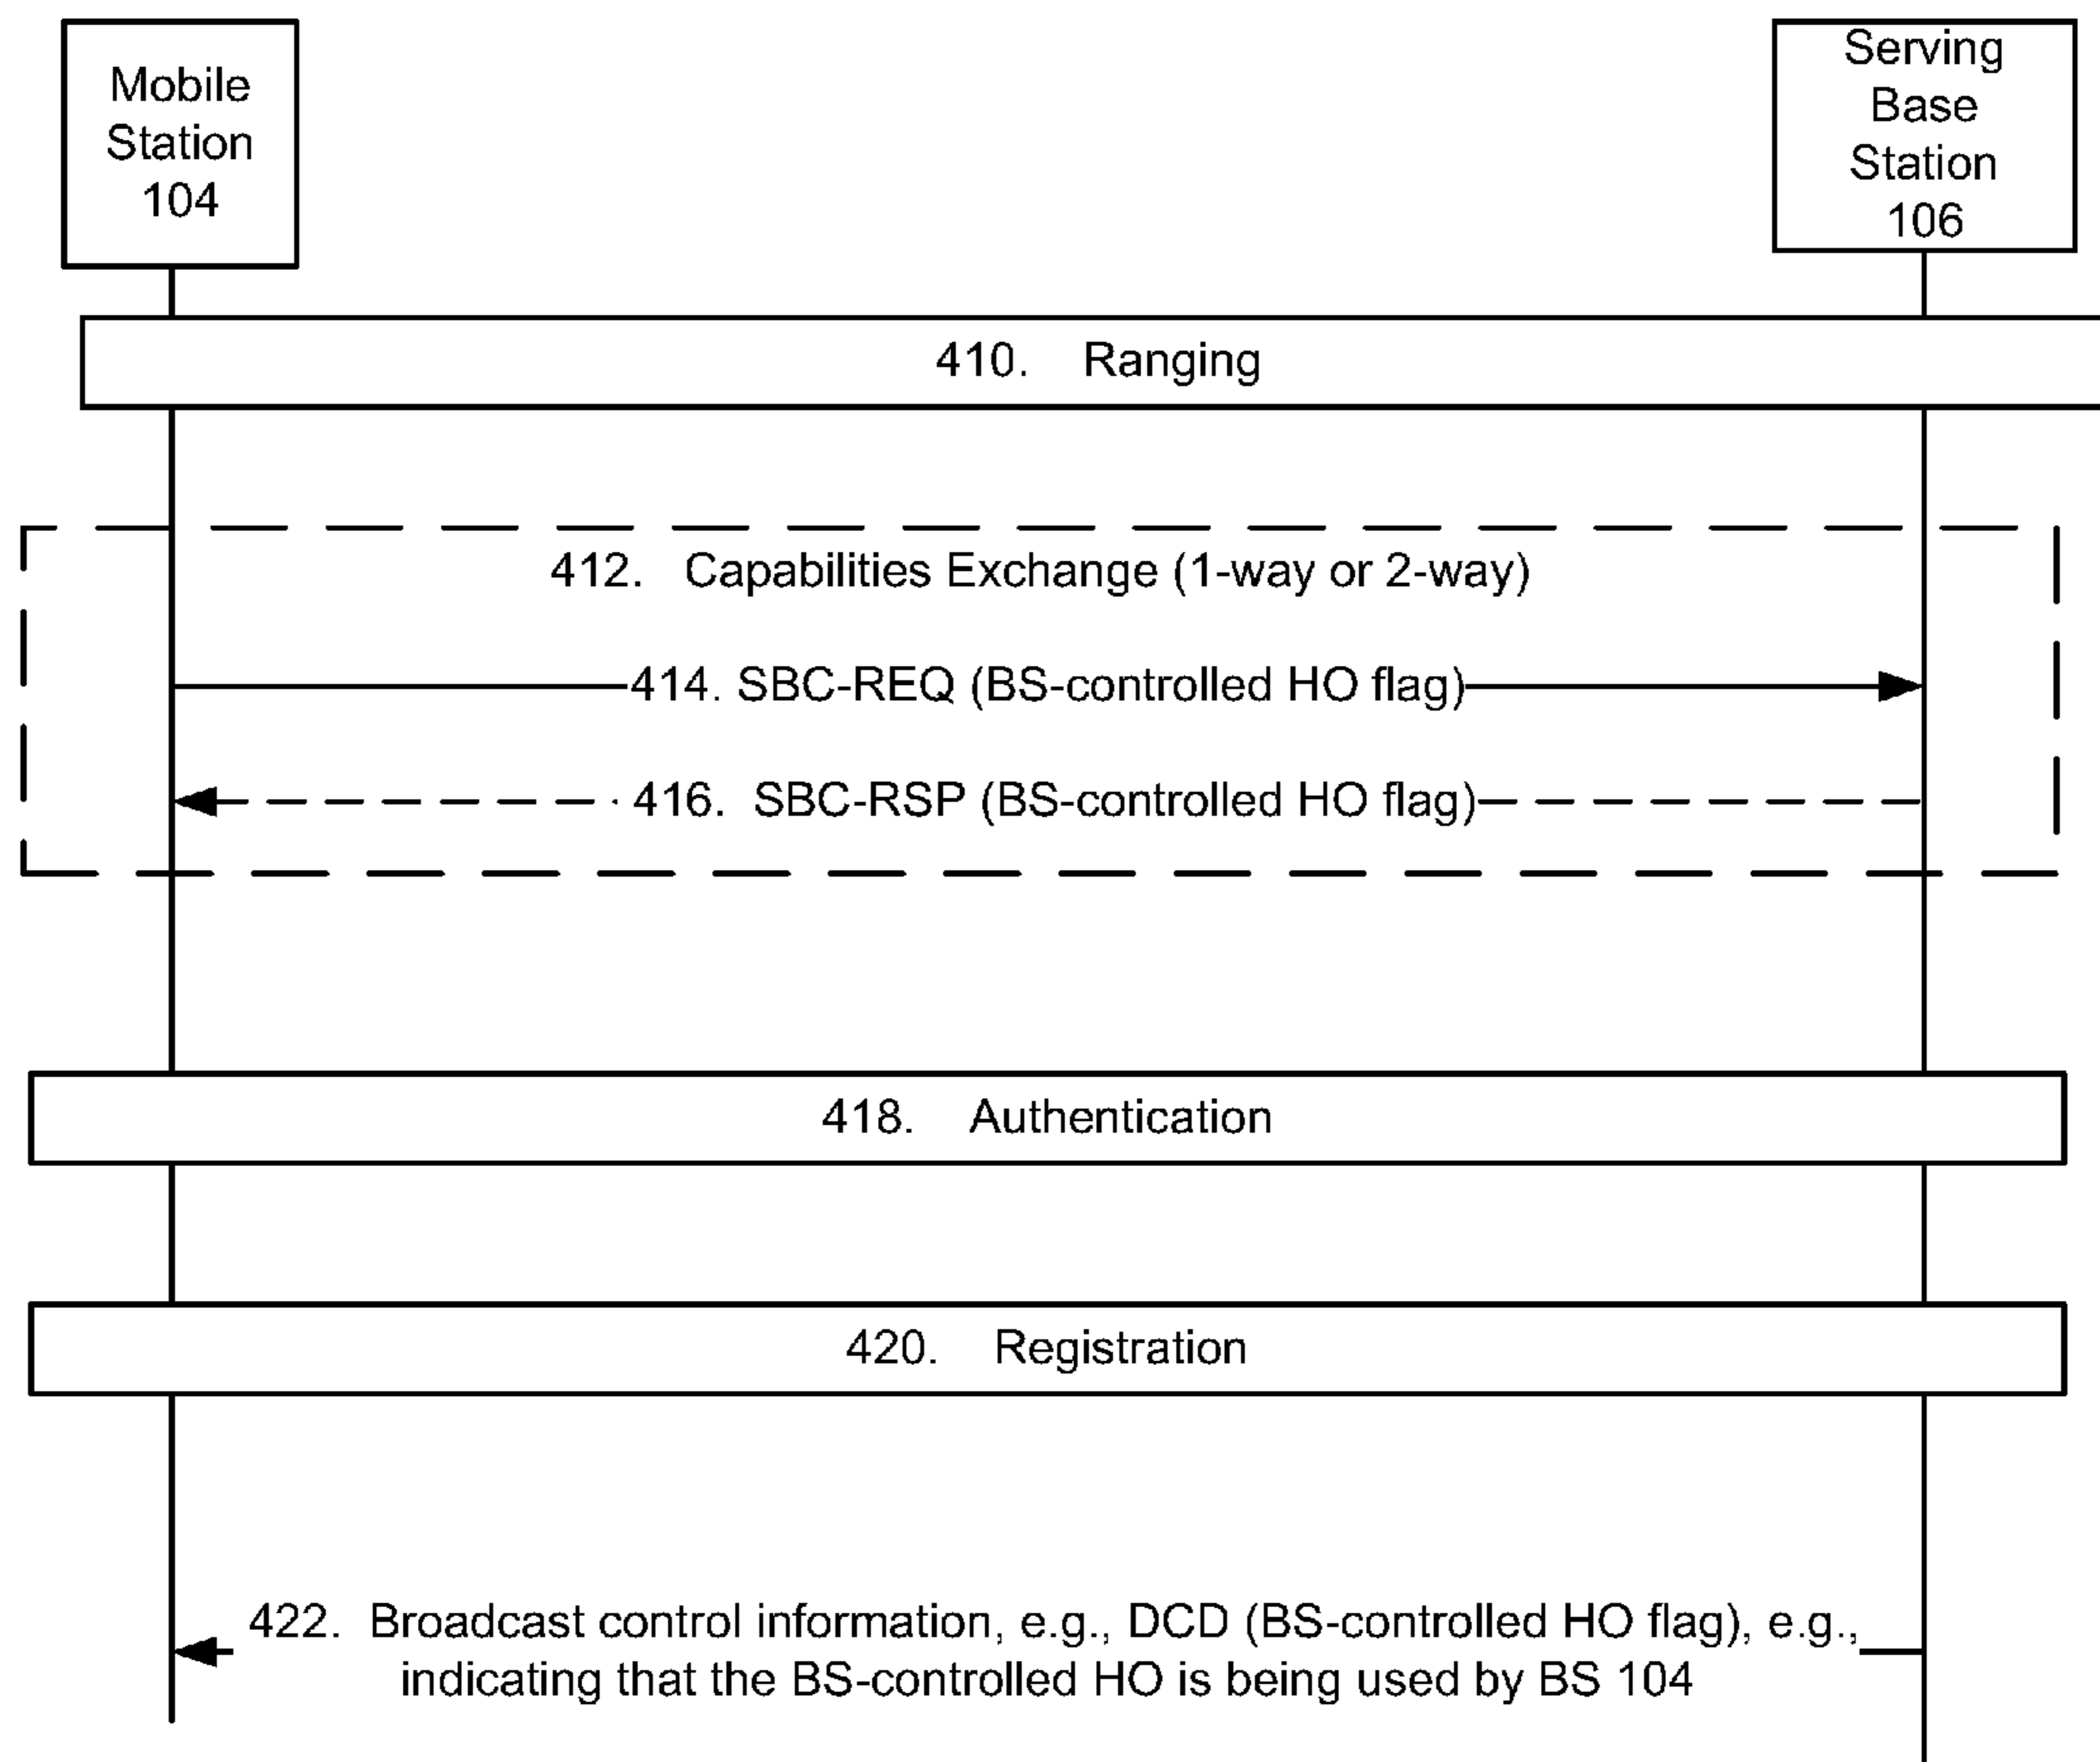 Mobile
Station
104
Serving
Base
Station
106
410. Ranging
412. Capabilities Exchange (1-way or 2-way)
414. SBC-REQ (BS-controlled HO flag)
416. SBC-RSP (BS-controlled HO flag)
418. Authentication
420. Registration
422. Broadcast control information, e.g., DCD (BS-controlled HO flag), e.g.,
indicating that the BS-controlled HO is being used by BS 104